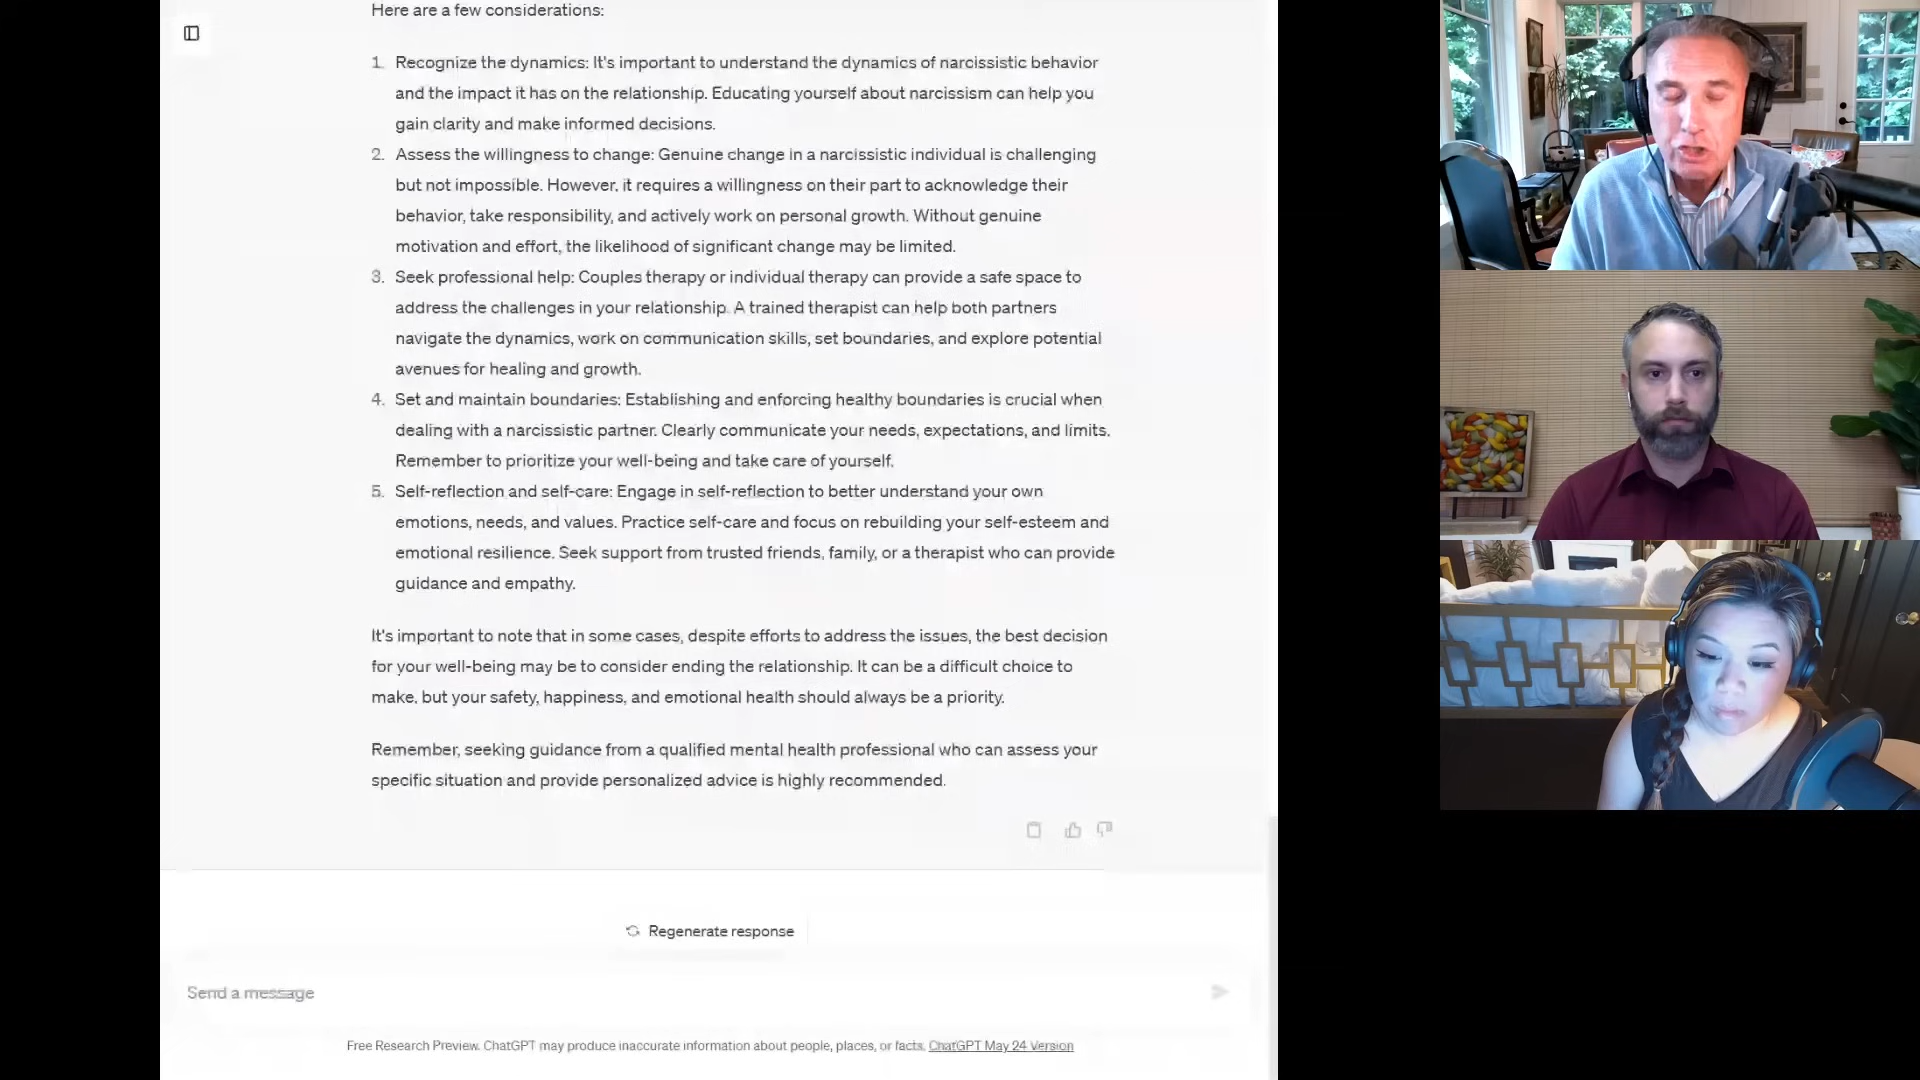 Here are a few considerations:
1. Recognize the dynamics: It's important to understand the dynamics of narcissistic behavior
and the impact it has on the relationship. Educating yourself about narcissism can help you
gain clarity and make informed decisions.
2. Assess the willingness to change: Genuine change in a narcissistic individual is challenging
but not impossible. However, it requires a willingness on their part to acknowledge their
behavior, take responsibility, and actively work on personal growth. Without genuine
motivation and effort, the likelihood of significant change may be limited.
3. Seek professional help: Couples therapy or individual therapy can provide a safe space to
address the challenges in your relationship. A trained therapist can help both partners
navigate the dynamics, work on communication skills, set boundaries, and explore potential
avenues for healing and growth.
4. Set and maintain boundaries: Establishing and enforcing healthy boundaries is crucial when
dealing with a narcissistic partner. Clearly communicate your needs, expectations, and limits.
Remember to prioritize your well-being and take care of yourself.
5. Self-reflection and self-care: Engage in self-reflection to better understand your own
emotions, needs, and values. Practice self-care and focus on rebuilding your self-esteem and
emotional resilience. Seek support from trusted friends, family, or a therapist who can provide
guidance and empathy.
It's important to note that in some cases, despite efforts to address the issues, the best decision
for your well-being may be to consider ending the relationship. It can be a difficult choice to
make, but your safety, happiness, and emotional health should always be a priority.
Remember, seeking guidance from a qualified mental health professional who can assess your
specific situation and provide personalized advice is highly recommended.
Regenerate response
Send a message
Free Research Preview. ChatGPT may produce inaccurate information about people, places, or facts. ChatGPT May 24 Version